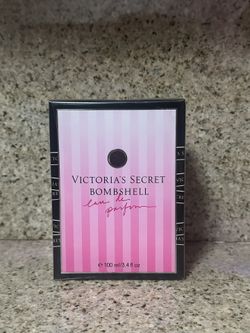 VICTORIA'S SECRET
BOMBSHELL
eau de
parfum
e 100 ml/3.4 fl oz